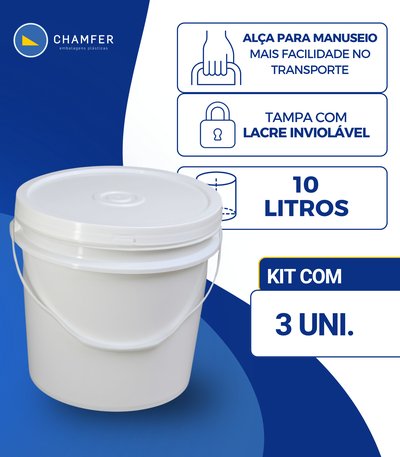 CHAMFER
embalagens plásticas
ALÇA PARA MANUSEIO
MAIS FACILIDADE NO
TRANSPORTE
TAMPA COM
LACRE INVIOLÁVEL
10
LITROS
KIT COM
3 UNI.